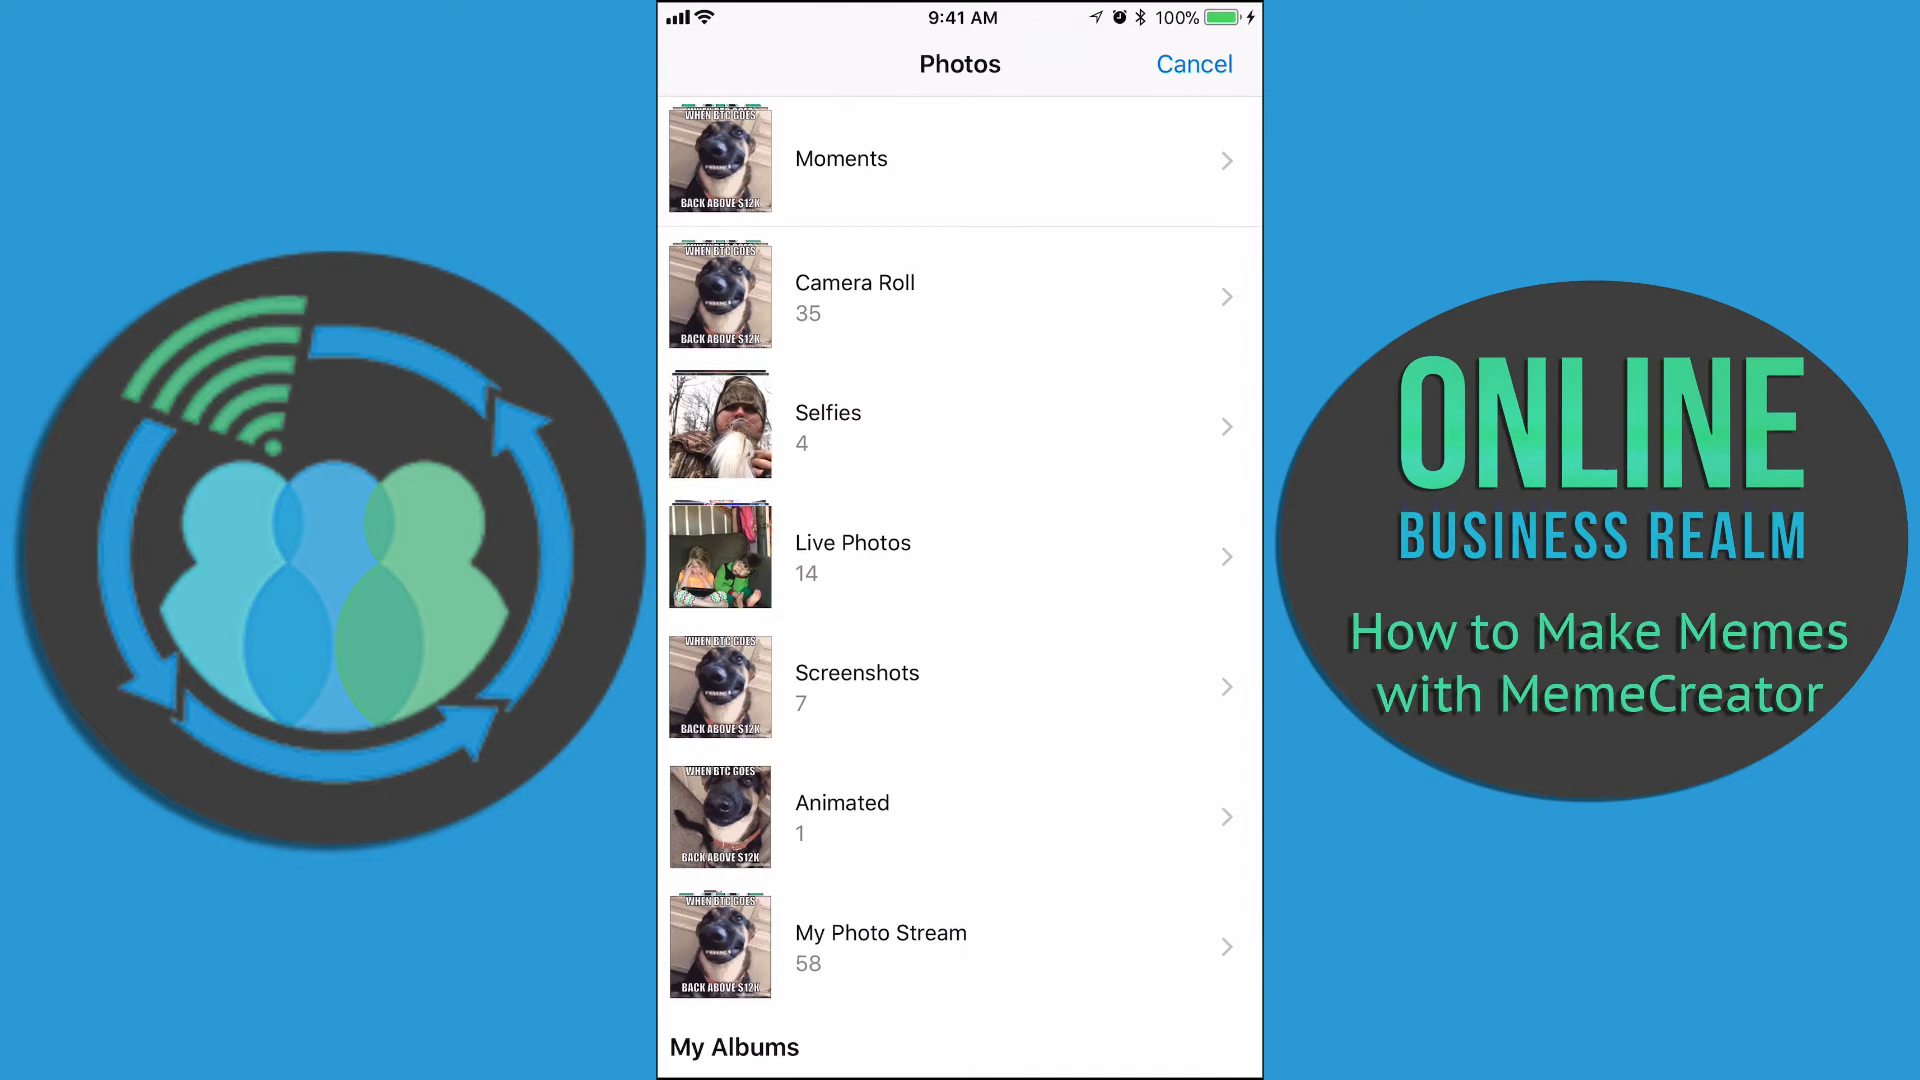 9:41 AM
100%
Photos
Cancel
WHEN BTC GOES
BACK ABOVE $12K
Moments
WHEN BTC GOES
BACK ABOVE $12K
Camera Roll
35
Selfies
4
Live Photos
14
WHEN BTC GOES
BACK ABOVE $12K
Screenshots
7
WHEN BTC GOES
BACK ABOVE $12K
Animated
1
WHEN BTC GOES
BACK ABOVE $12K
My Photo Stream
58
My Albums
ONLINE
BUSINESS REALM
How to Make Memes
with MemeCreator